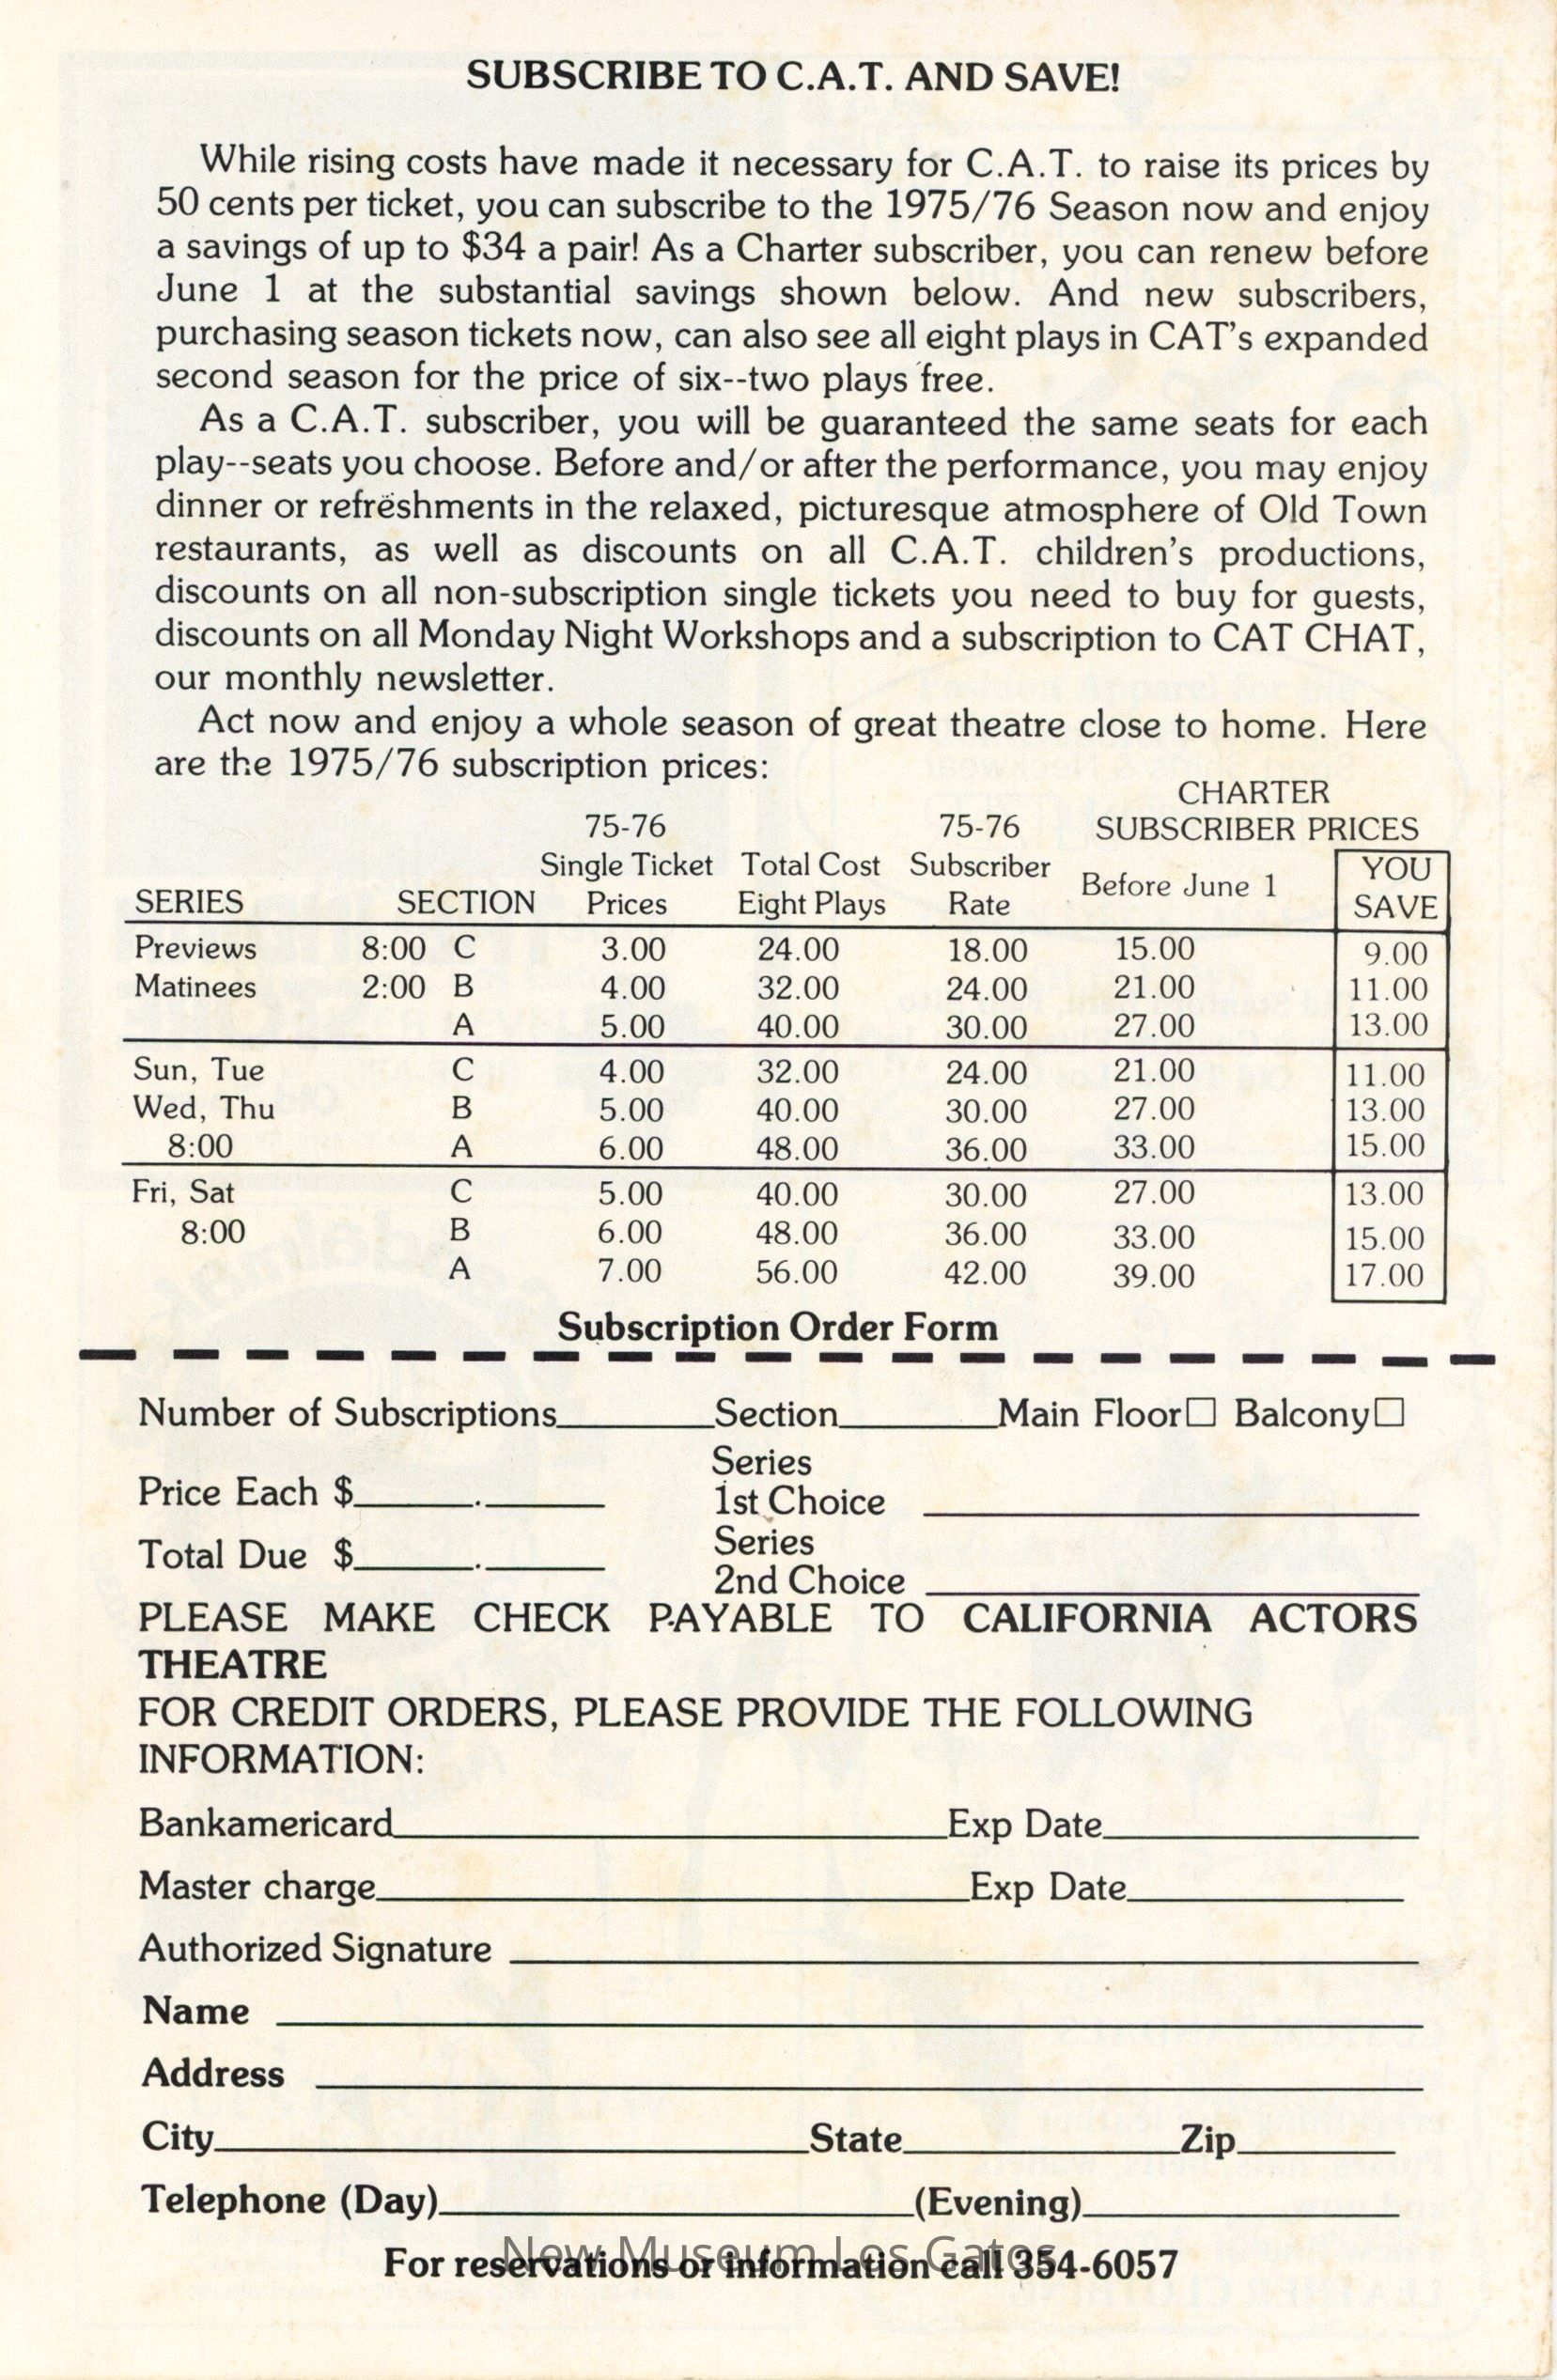 SUBSCRIBE TO C.A.T. AND SAVE!
While rising costs have made it necessary for C.A.T. to raise its prices by
50 cents per ticket, you can subscribe to the 1975/76 Season now and enjoy
a savings of up to $34 a pair! As a Charter subscriber, you can renew before
June 1 at the substantial savings shown below. And new subscribers,
purchasing season tickets now, can also see all eight plays in CAT's expanded
second season for the price of six--two plays free.
As a C.A.T. subscriber, you will be guaranteed the same seats for each
play--seats you choose. Before and/or after the performance, you may enjoy
dinner or refreshments in the relaxed, picturesque atmosphere of Old Town
restaurants, as well as discounts on all C.A.T. children's productions,
discounts on all non-subscription single tickets you need to buy for guests,
discounts on all Monday Night Workshops and a subscription to CAT CHAT,
our monthly newsletter.
Act now and enjoy a whole season of great theatre close to home. Here
are the 1975/76 subscription prices:
CHARTER
75-76 75-76 SUBSCRIBER PRICES
Single Ticket Total Cost Subscriber Before June 1 YOU
SERIES SECTION Prices Eight Plays Rate SAVE
Previews 8:00 C 3.00 24.00 18.00 15.00 9.00
Matinees 2:00 B 4.00 32.00 24.00 21.00 11.00
A 5.00 40.00 30.00 27.00 13.00
Sun, Tue C 4.00 32.00 24.00 21.00 11.00
Wed, Thu B 5.00 40.00 30.00 27.00 13.00
8:00 A 6.00 48.00 36.00 33.00 15.00
Fri, Sat C 5.00 40.00 30.00 27.00 13.00
8:00 B 6.00 48.00 36.00 33.00 15.00
A 7.00 56.00 42.00 39.00 17.00
Subscription Order Form
Number of Subscriptions Section Main Floor Balcony
Series
Price Each $ . 1st Choice
Series
Total Due $ . 2nd Choice
PLEASE MAKE CHECK PAYABLE TO CALIFORNIA ACTORS
THEATRE
FOR CREDIT ORDERS, PLEASE PROVIDE THE FOLLOWING
INFORMATION:
Bankamericard Exp Date
Master charge Exp Date
Authorized Signature
Name
Address
City State Zip
Telephone (Day) (Evening)
New Museum Los Gatos
For reservations or information call 354-6057